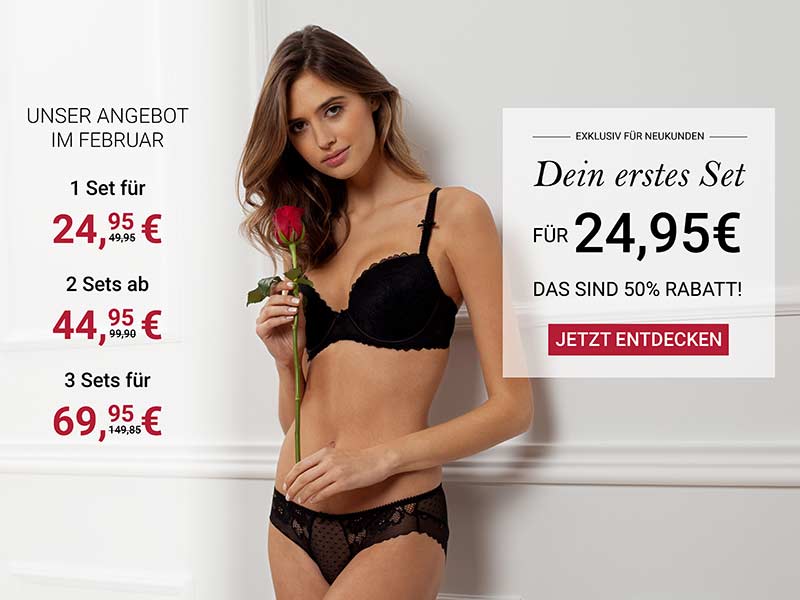 UNSER ANGEBOT
IM FEBRUAR
1 Set für
24,95 €
49,95
2 Sets ab
44,95 €
99,90
3 Sets für
69,95 €
149,85
EXKLUSIV FÜR NEUKUNDEN
Dein erstes Set
FÜR 24,95€
DAS SIND 50% RABATT!
JETZT ENTDECKEN